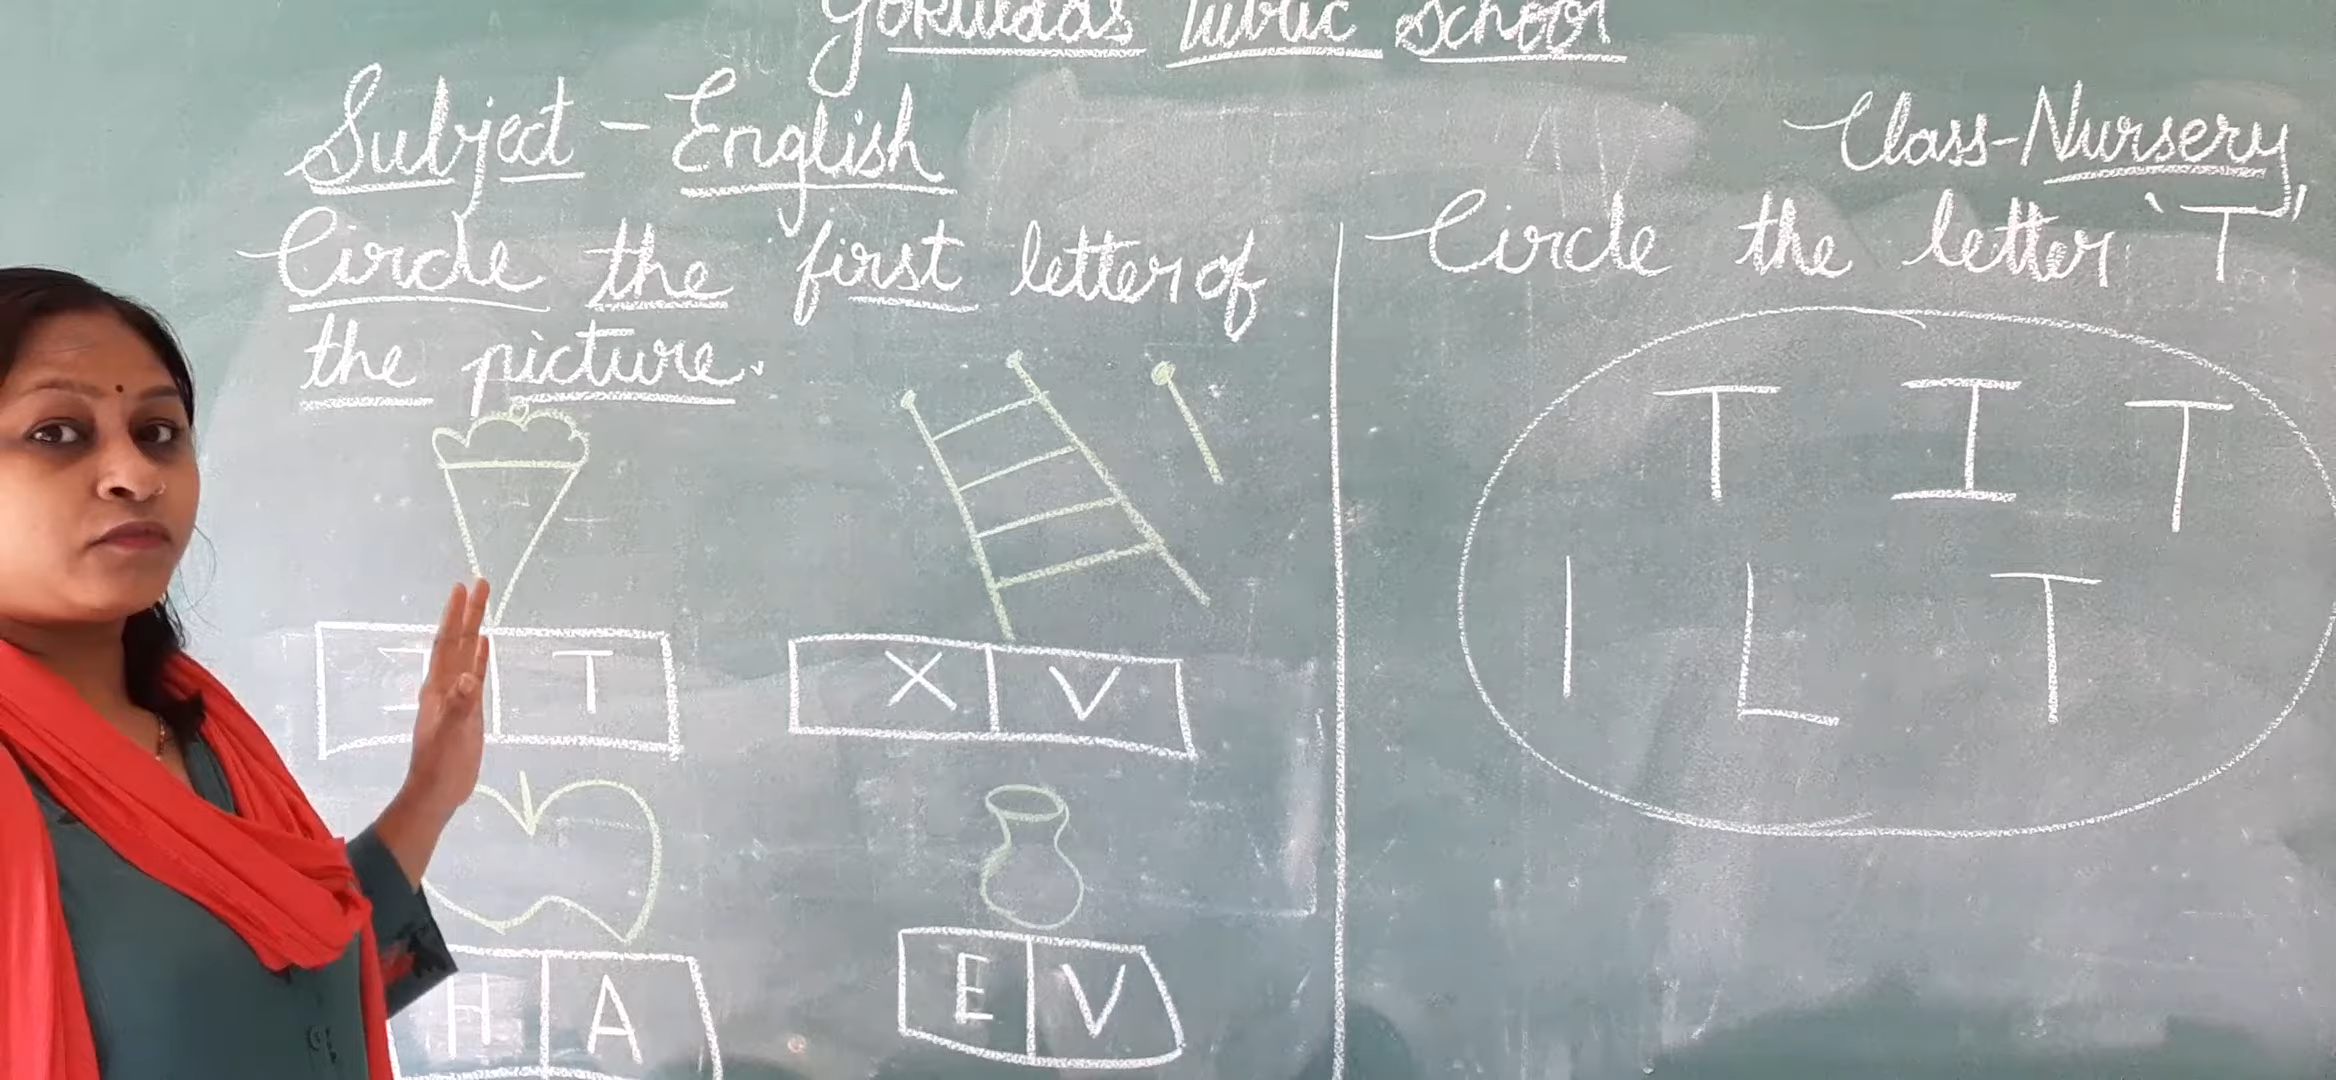 Gokuldas Public School
Subject - English
Class-Nursery
Circle the first letter of
the picture.
I T
X V
H A
E V
Circle the letter 'T'
T I T
I L T